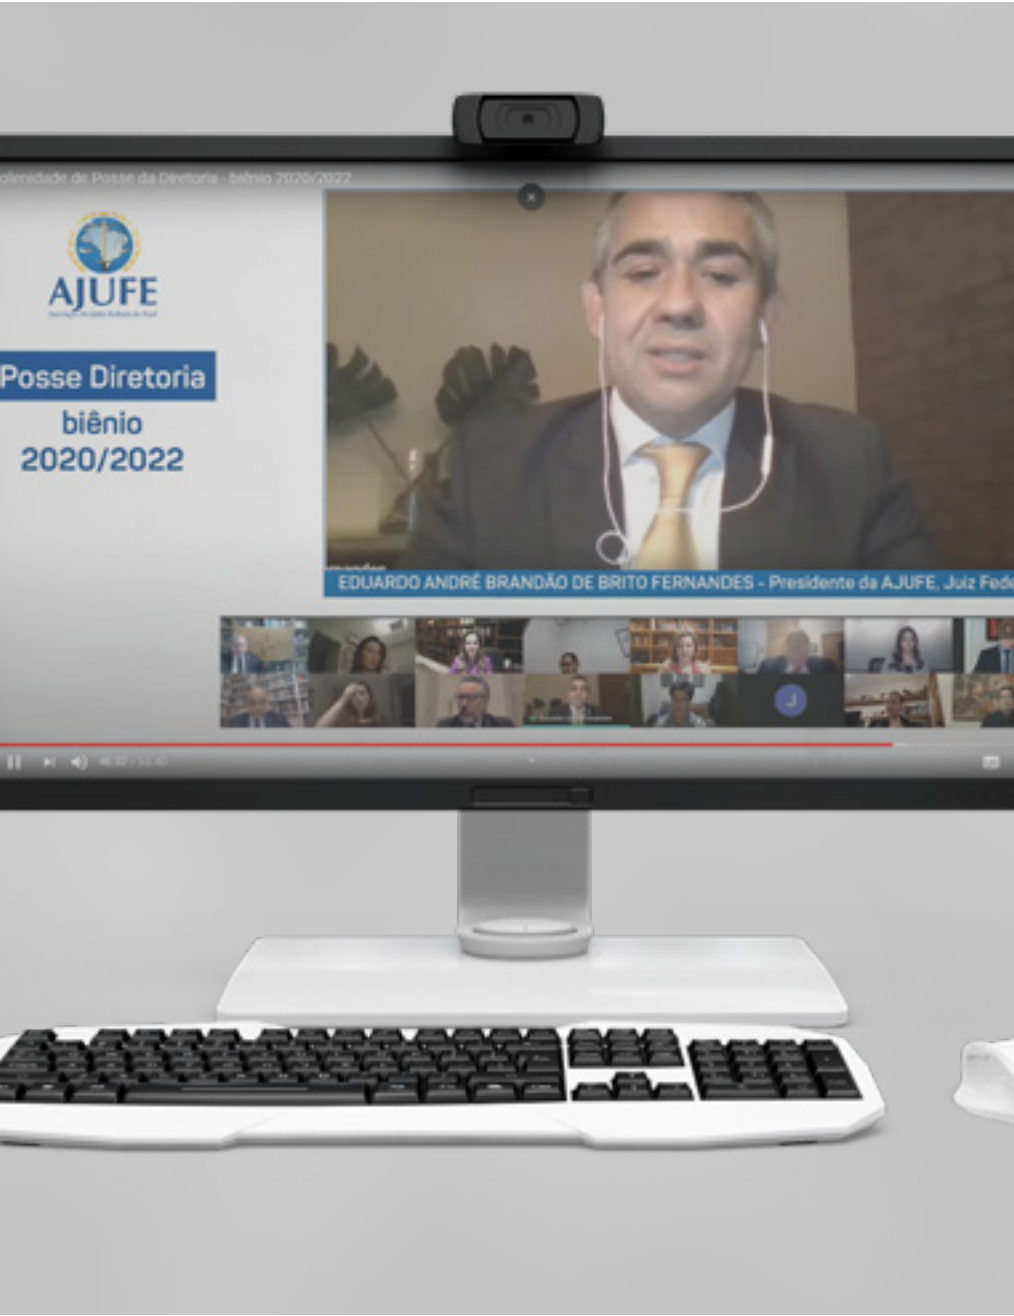 olenidade de Posse da Diretoria - biênio 2020/2022
AJUFE
Posse Diretoria
biênio
2020/2022
EDUARDO ANDRÉ BRANDÃO DE BRITO FERNANDES - Presidente da AJUFE, Juiz Fede
J